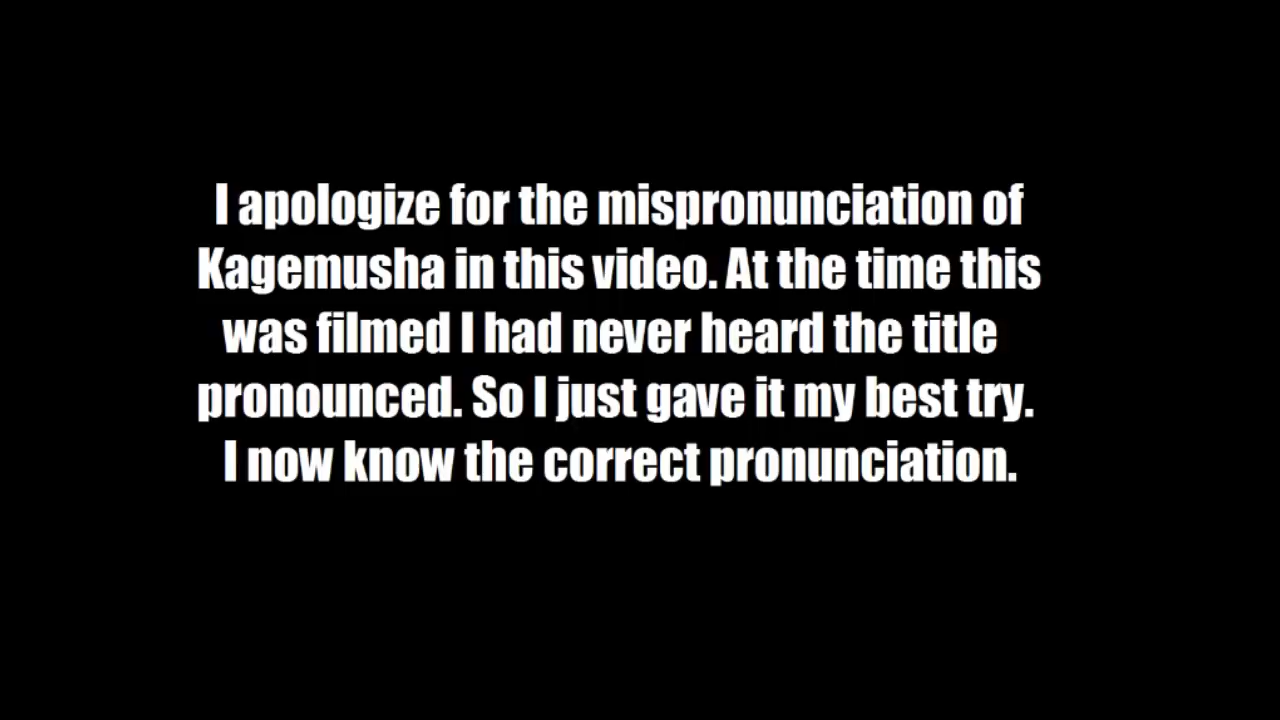 I apologize for the mispronunciation of
Kagemusha in this video. At the time this
was filmed I had never heard the title
pronounced. So I just gave it my best try.
I now know the correct pronunciation.